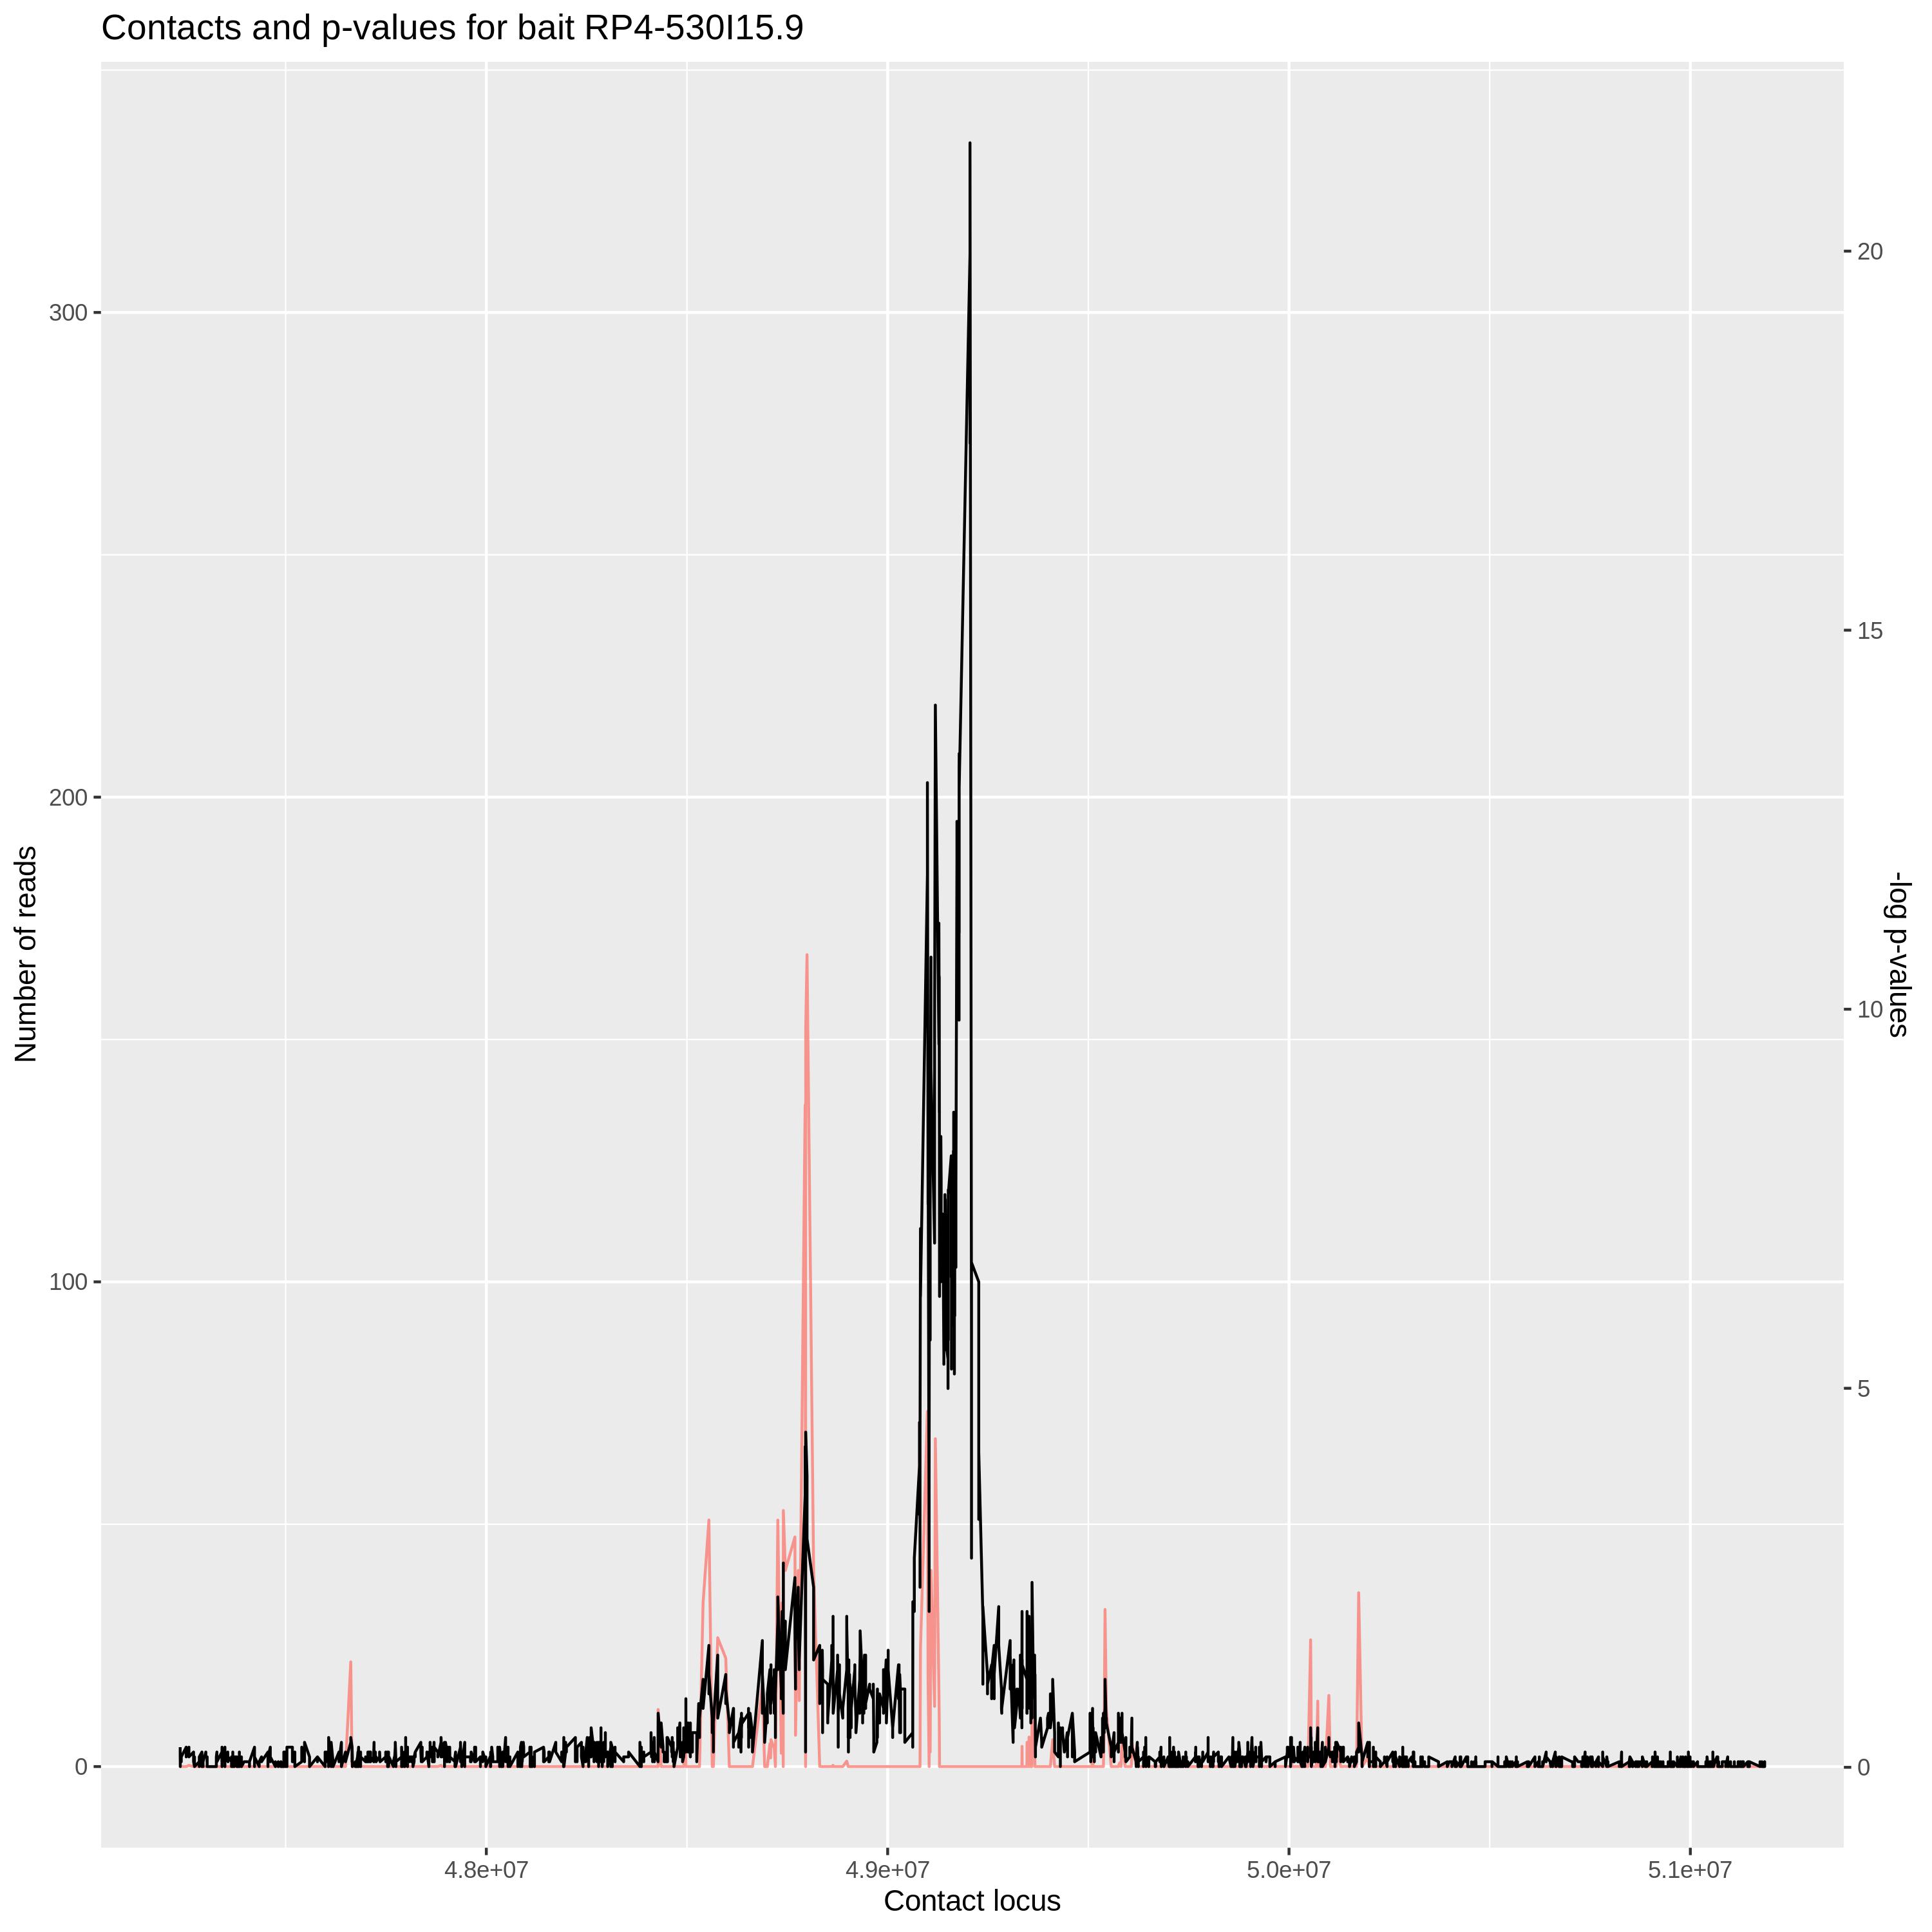 Contacts and p-values for bait RP4-530I15.9
300
200
100
0
Number of reads
20
15
10
5
0
-log p-values
4.8e+07
4.9e+07
5.0e+07
5.1e+07
Contact locus